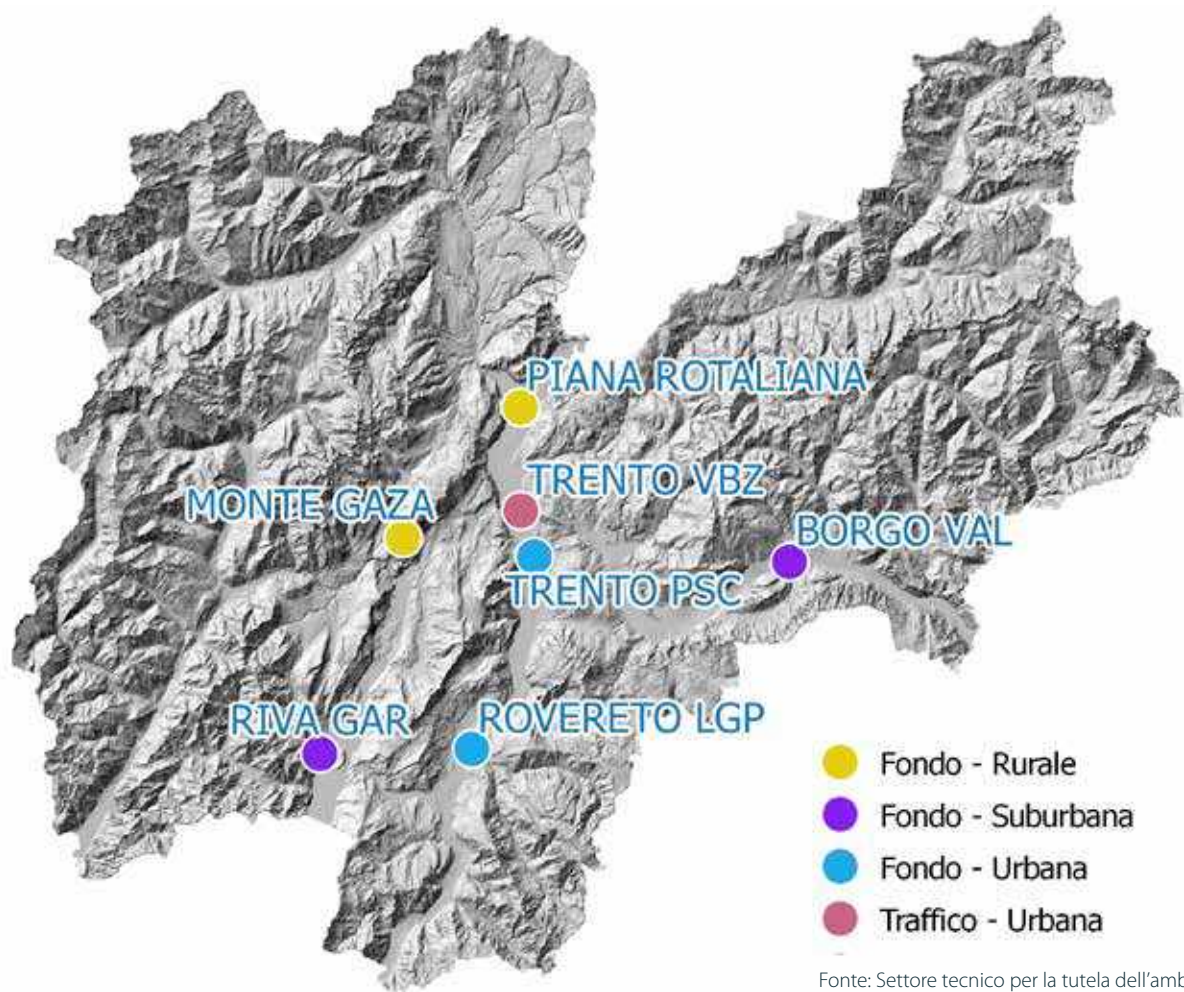 PIANA ROTALIANA
TRENTO VBZ
MONTE GAZA
BORGO VAL
TRENTO PSC
RIVA GAR
ROVERETO LGP
Fondo - Rurale
Fondo - Suburbana
Fondo - Urbana
Traffico - Urbana
Fonte: Settore tecnico per la tutela dell'amb